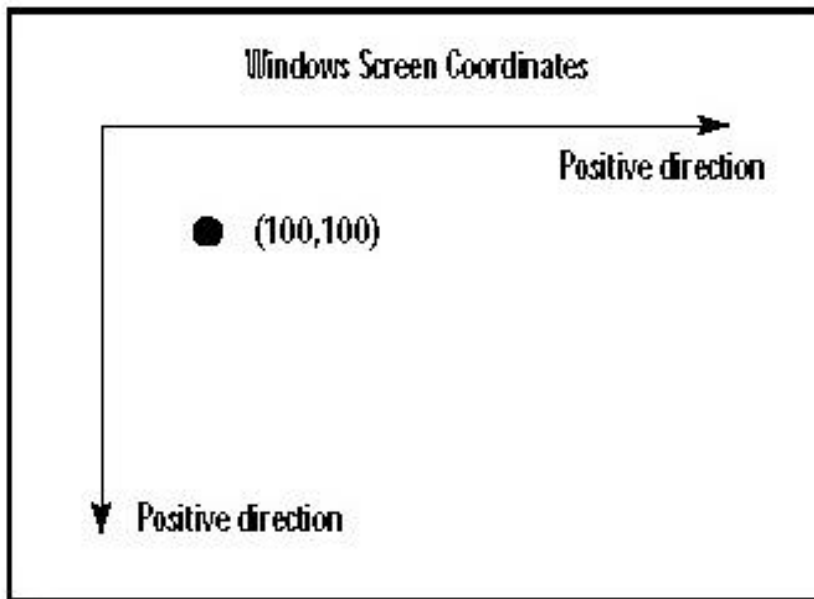 Windows Screen Coordinates
Positive direction
(100,100)
Positive direction